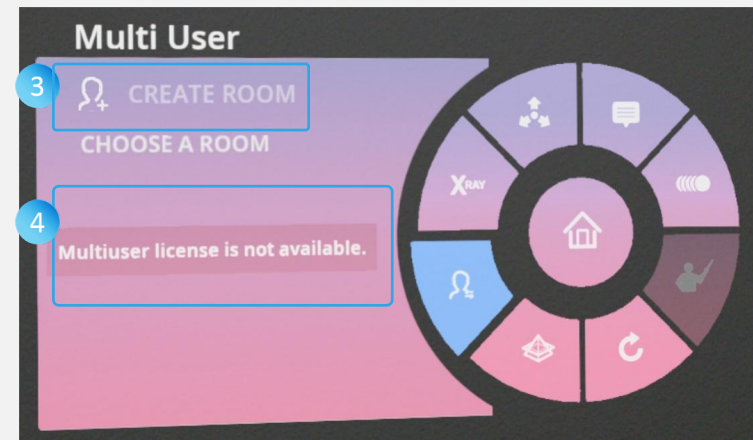 Multi User
3
CREATE ROOM
CHOOSE A ROOM
XRAY
4
Multiuser license is not available.